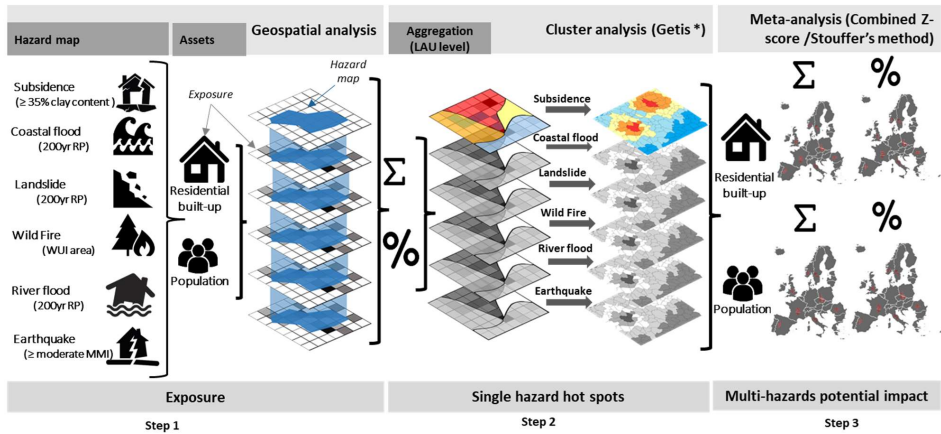 Hazard map
Assets
Geospatial analysis
Subsidence
(≥ 35% clay content)
Coastal flood
(200yr RP)
Landslide
(200yr RP)
Wild Fire
(WUI area)
River flood
(200yr RP)
Earthquake
(≥ moderate MMI)
Exposure
Hazard
map
Residential
built-up
Population
Σ
%
Exposure
Step 1
Aggregation
(LAU level)
Cluster analysis (Getis *)
Subsidence
Coastal flood
Landslide
Wild Fire
River flood
Earthquake
Single hazard hot spots
Step 2
Meta-analysis (Combined Z-
score /Stouffer's method)
Σ %
Residential
built-up
Σ %
Population
Multi-hazards potential impact
Step 3